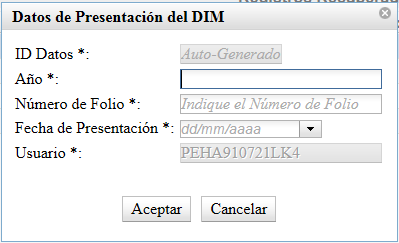 Datos de Presentación del DIM
ID Datos *: Auto-Generado
Año *:
Número de Folio *: Indique el Número de Folio
Fecha de Presentación *: dd/mm/aaaa
Usuario *: PEHA910721LK4
Aceptar Cancelar